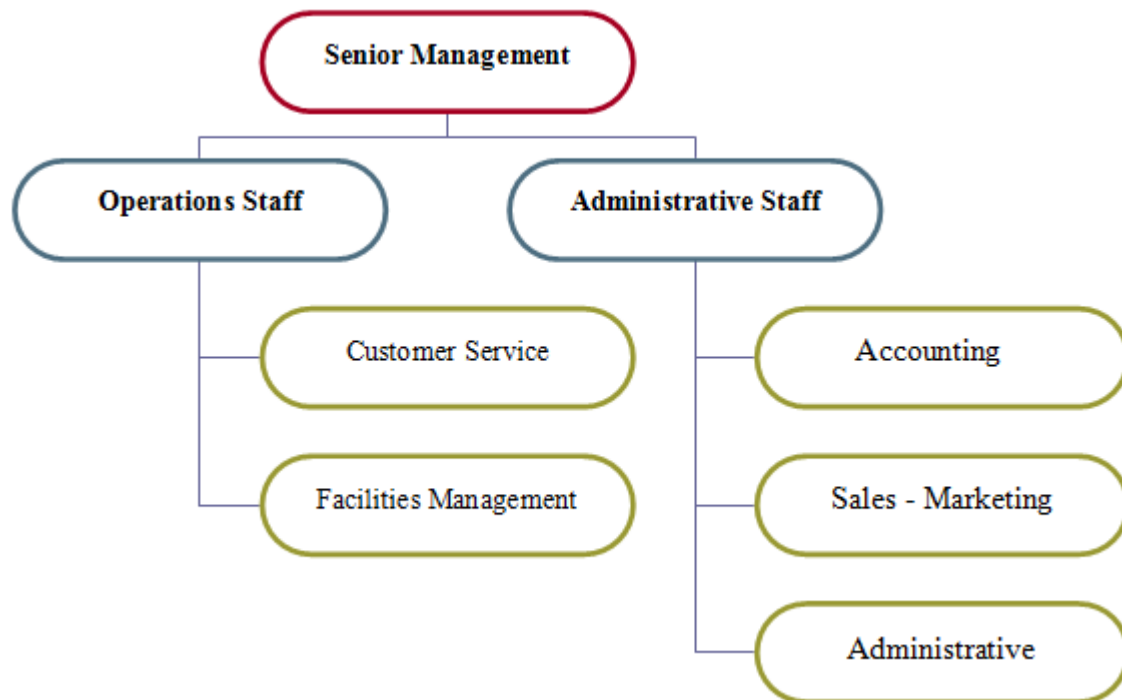 Senior Management
Operations Staff
Administrative Staff
Customer Service
Accounting
Facilities Management
Sales - Marketing
Administrative